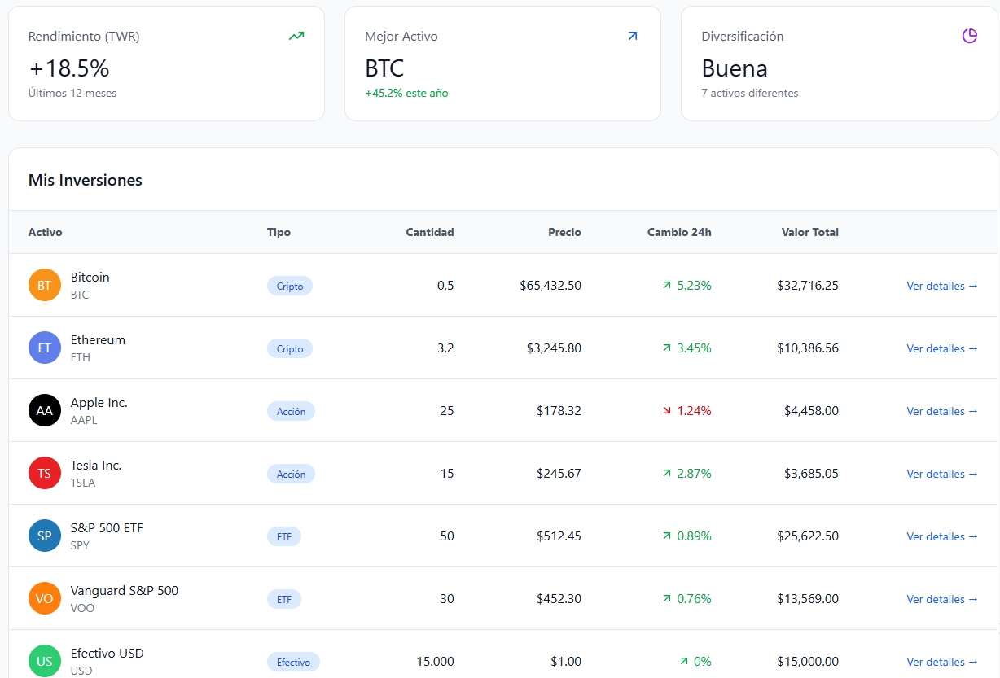 Rendimiento (TWR)
+18.5%
Últimos 12 meses
Mejor Activo
BTC
+45.2% este año
Diversificación
Buena
7 activos diferentes
Mis Inversiones
Activo Tipo Cantidad Precio Cambio 24h Valor Total
BT Bitcoin BTC Cripto 0,5 $65,432.50 5.23% $32,716.25 Ver detalles →
ET Ethereum ETH Cripto 3,2 $3,245.80 3.45% $10,386.56 Ver detalles →
AA Apple Inc. AAPL Acción 25 $178.32 1.24% $4,458.00 Ver detalles →
TS Tesla Inc. TSLA Acción 15 $245.67 2.87% $3,685.05 Ver detalles →
SP S&P 500 ETF SPY ETF 50 $512.45 0.89% $25,622.50 Ver detalles →
VO Vanguard S&P 500 VOO ETF 30 $452.30 0.76% $13,569.00 Ver detalles →
US Efectivo USD USD Efectivo 15.000 $1.00 0% $15,000.00 Ver detalles →